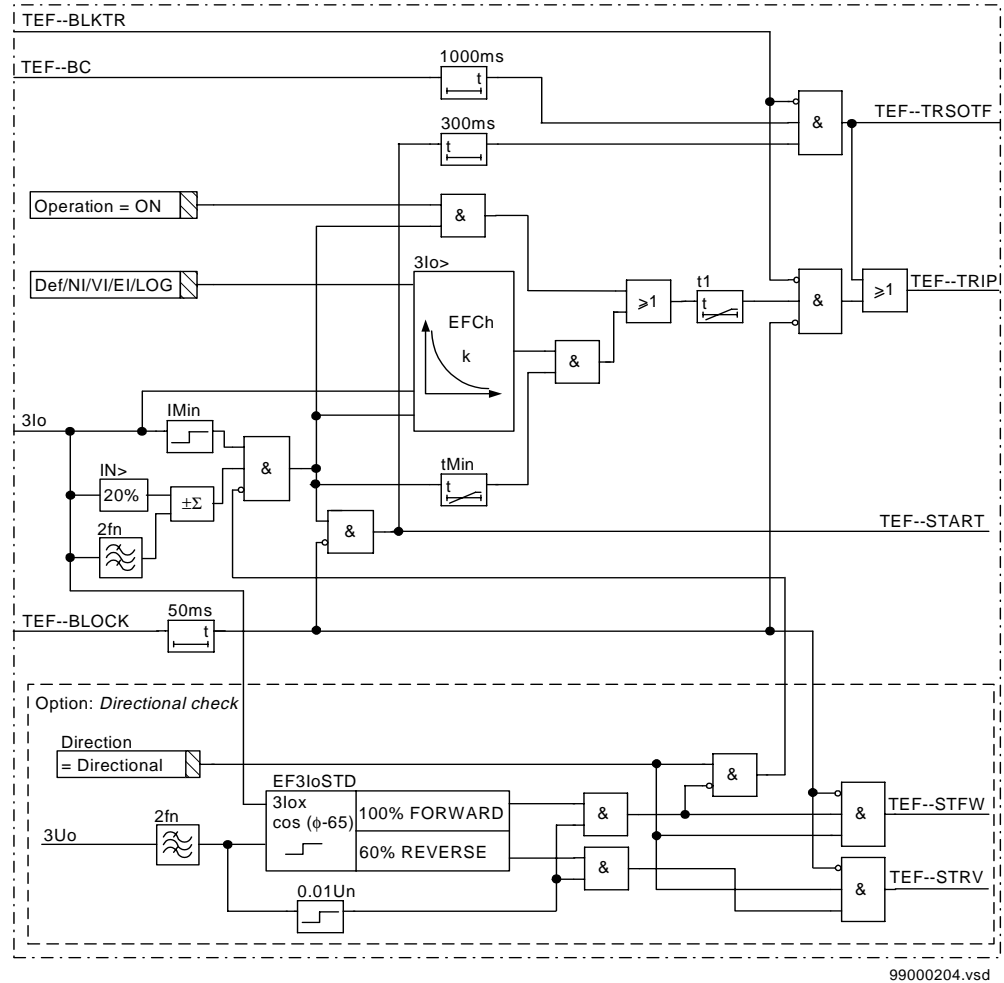 TEF--BLKTR
TEF--BC
1000ms
t
&
TEF--TRSOTF
300ms
t
Operation = ON
&
Def/NI/VI/EI/LOG
3Io>
EFCh
k
≥1
t1
t
&
≥1
TEF--TRIP
&
3Io
IMin
&
IN>
20%
±Σ
2fn
tMin
t
&
TEF--START
TEF--BLOCK
50ms
t
Option: Directional check
Direction
= Directional
&
EF3IoSTD
3Iox
cos (ϕ-65)
100% FORWARD
60% REVERSE
&
&
TEF--STFW
3Uo
2fn
&
&
TEF--STRV
0.01Un
99000204.vsd